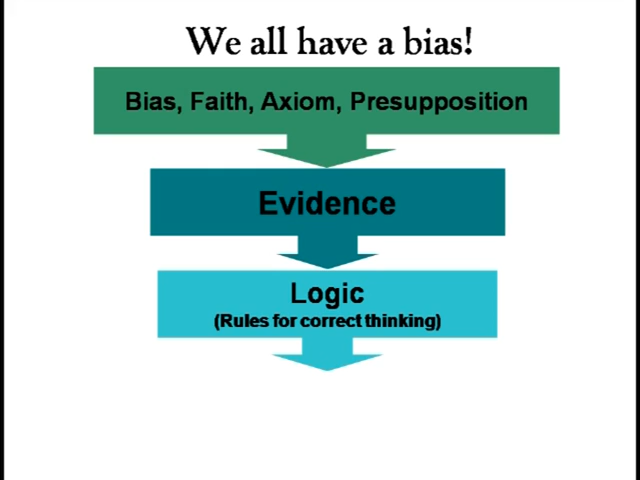 We all have a bias!
Bias, Faith, Axiom, Presupposition
Evidence
Logic
(Rules for correct thinking)